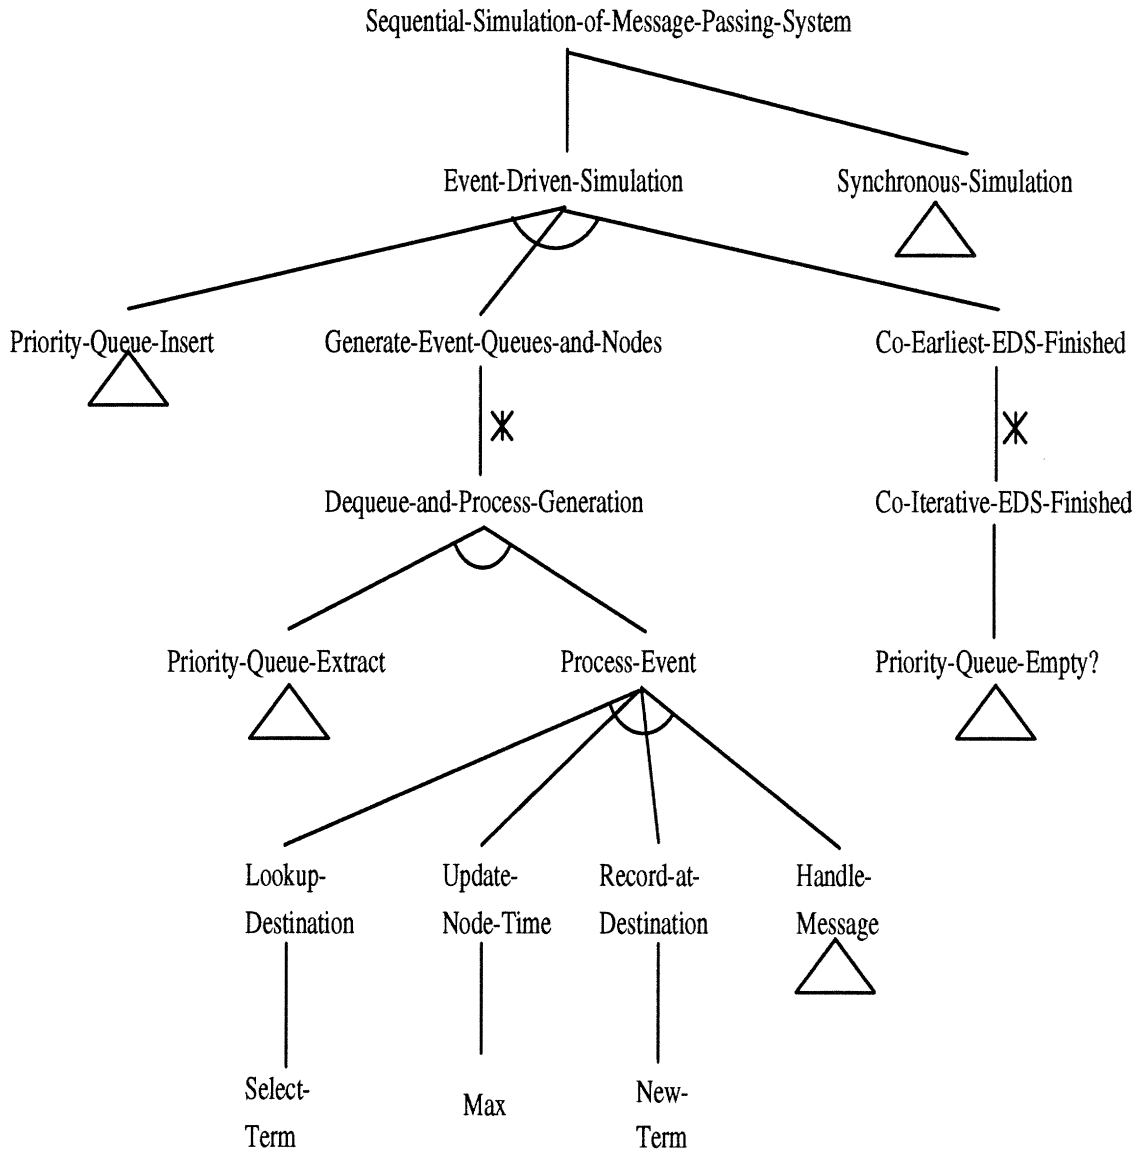 Sequential-Simulation-of-Message-Passing-System
Event-Driven-Simulation
Synchronous-Simulation
Priority-Queue-Insert
Generate-Event-Queues-and-Nodes
Co-Earliest-EDS-Finished
Dequeue-and-Process-Generation
Co-Iterative-EDS-Finished
Priority-Queue-Extract
Process-Event
Priority-Queue-Empty?
Lookup-
Destination
Update-
Node-Time
Record-at-
Destination
Handle-
Message
Select-
Term
Max
New-
Term